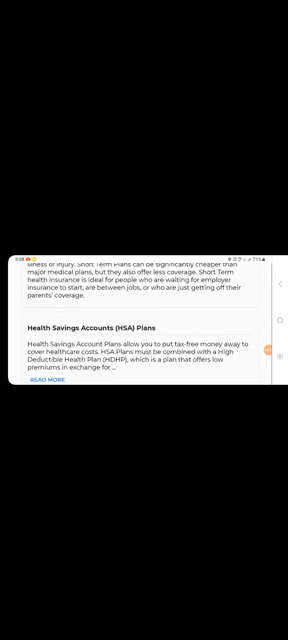 5:08
71%
illness or injury. Short Term Plans can be significantly cheaper than
major medical plans, but they also offer less coverage. Short Term
health insurance is ideal for people who are waiting for employer
insurance to start, are between jobs, or who are just getting off their
parents' coverage.
Health Savings Accounts (HSA) Plans
Health Savings Account Plans allow you to put tax-free money away to
cover healthcare costs. HSA Plans must be combined with a High
Deductible Health Plan (HDHP), which is a plan that offers low
premiums in exchange for ...
READ MORE